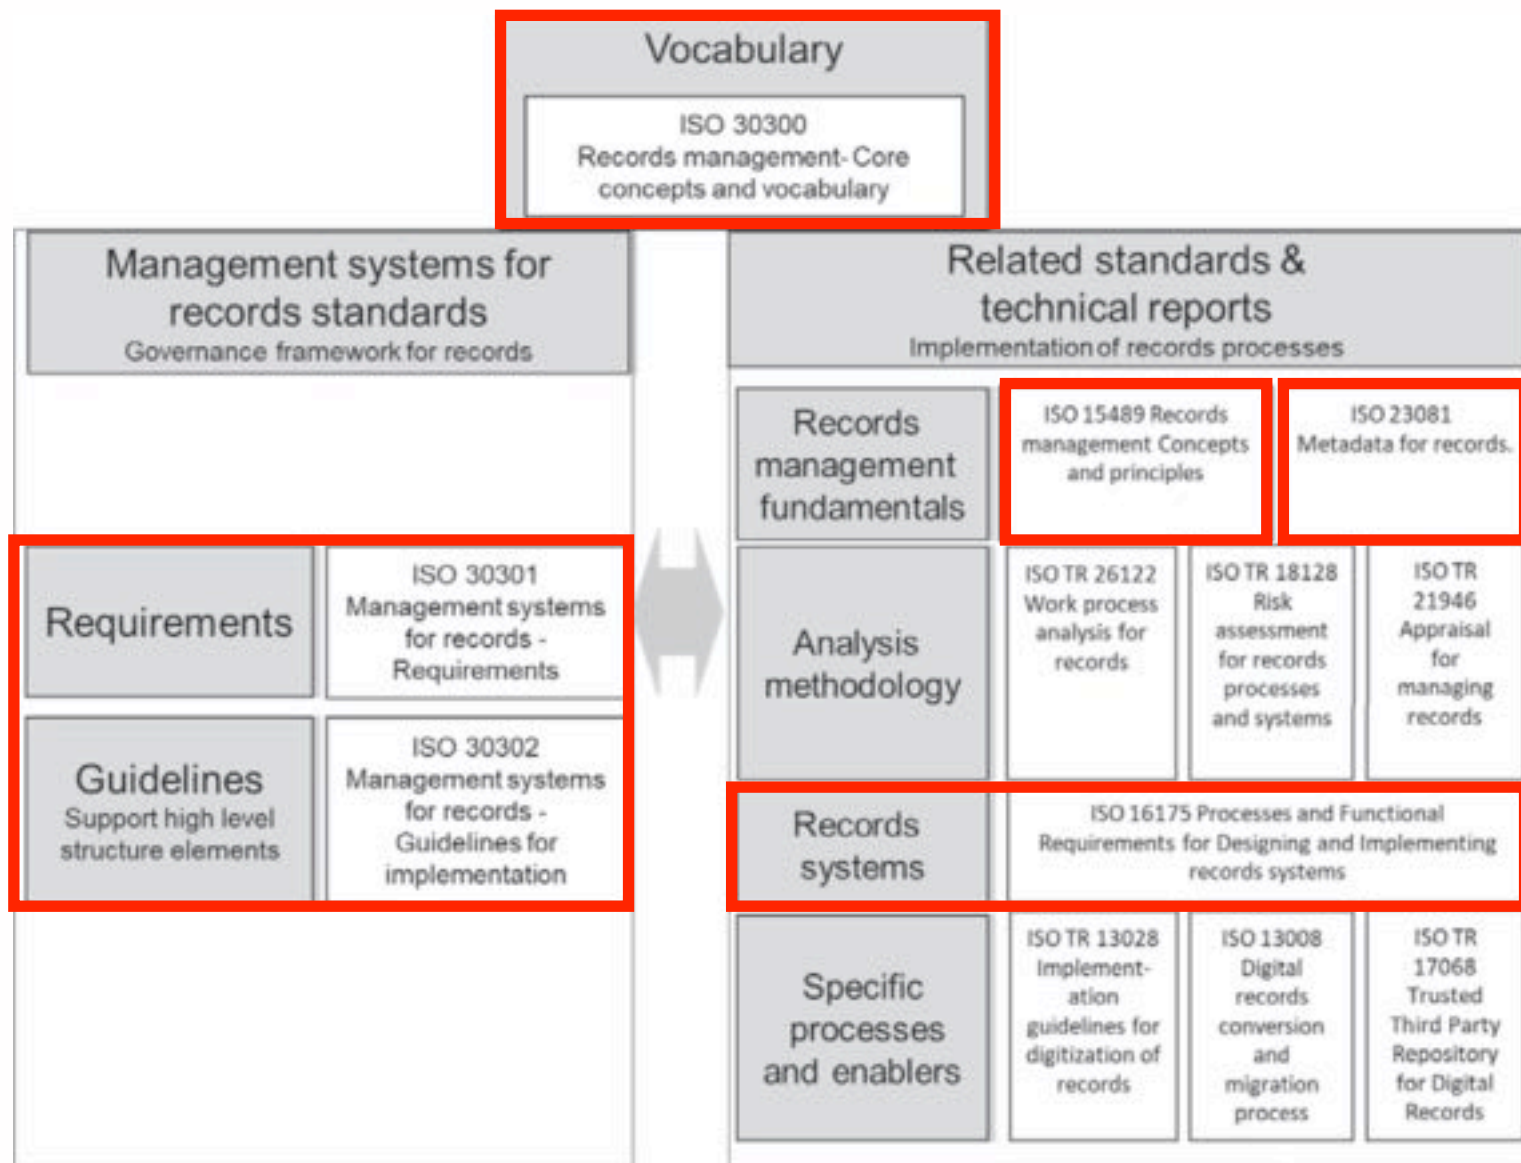 Vocabulary
ISO 30300
Records management- Core
concepts and vocabulary
Management systems for
records standards
Governance framework for records
Requirements
ISO 30301
Management systems
for records -
Requirements
Guidelines
Support high level
structure elements
ISO 30302
Management systems
for records -
Guidelines for
implementation
Related standards &
technical reports
Implementation of records processes
Records
management
fundamentals
ISO 15489 Records
management Concepts
and principles
ISO 23081
Metadata for records.
Analysis
methodology
ISO TR 26122
Work process
analysis for
records
ISO TR 18128
Risk
assessment
for records
processes
and systems
ISO TR
21946
Appraisal
for
managing
records
Records
systems
ISO 16175 Processes and Functional
Requirements for Designing and Implementing
records systems
Specific
processes
and enablers
ISO TR 13028
Implement-
ation
guidelines for
digitization of
records
ISO 13008
Digital
records
conversion
and
migration
process
ISO TR
17068
Trusted
Third Party
Repository
for Digital
Records